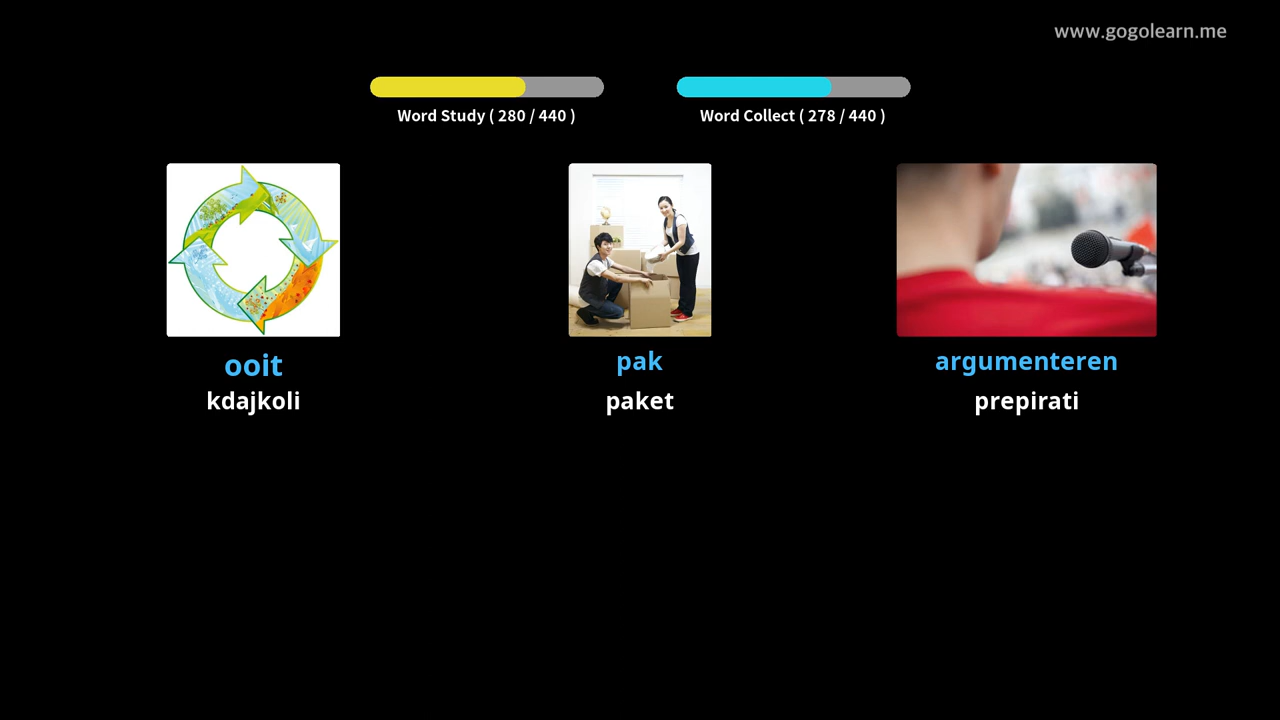 www.gogolearn.me
Word Study ( 280 / 440 )
Word Collect ( 278 / 440 )
ooit
kdajkoli
pak
paket
argumenteren
prepirati